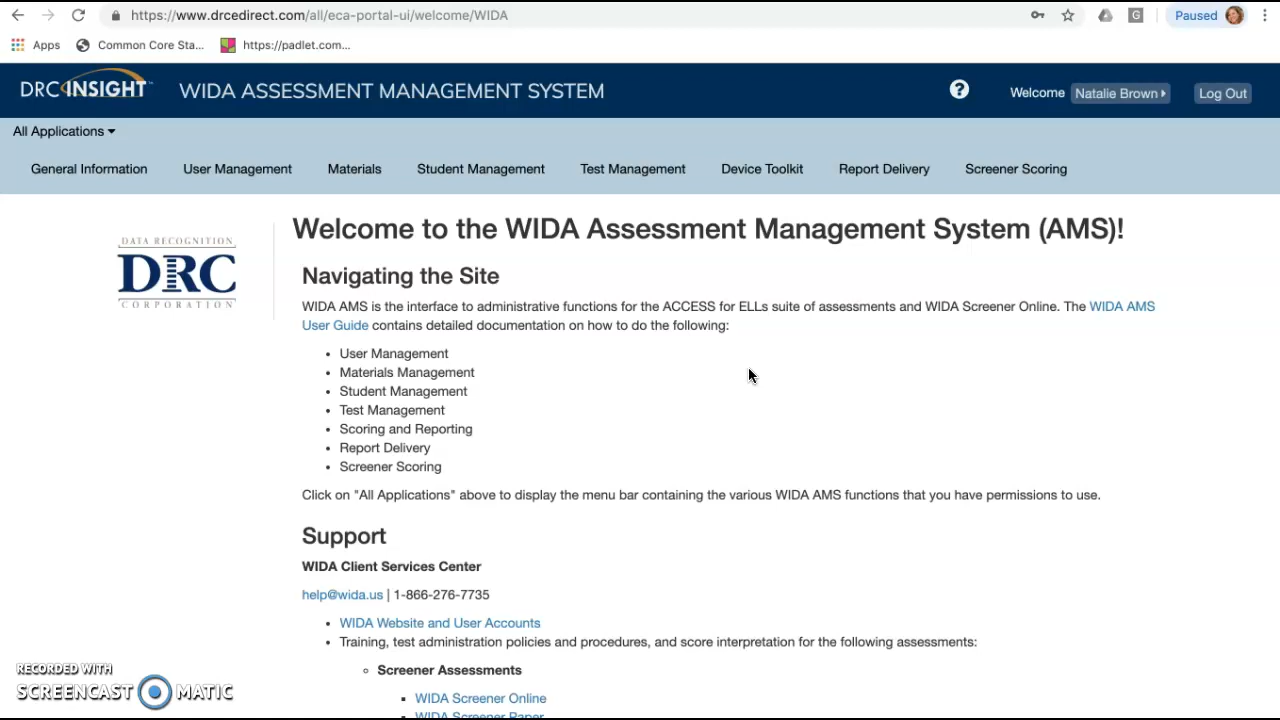 https://www.drcedirect.com/all/eca-portal-ui/welcome/WIDA
G
Paused
Apps
Common Core Sta...
https://padlet.com...
DRC INSIGHT
WIDA ASSESSMENT MANAGEMENT SYSTEM
?
Welcome
Natalie Brown
Log Out
All Applications
General Information
User Management
Materials
Student Management
Test Management
Device Toolkit
Report Delivery
Screener Scoring
DATA RECOGNITION
DRC
CORPORATION
Welcome to the WIDA Assessment Management System (AMS)!
Navigating the Site
WIDA AMS is the interface to administrative functions for the ACCESS for ELLs suite of assessments and WIDA Screener Online. The WIDA AMS
User Guide contains detailed documentation on how to do the following:
• User Management
• Materials Management
• Student Management
• Test Management
• Scoring and Reporting
• Report Delivery
• Screener Scoring
Click on "All Applications" above to display the menu bar containing the various WIDA AMS functions that you have permissions to use.
Support
WIDA Client Services Center
help@wida.us | 1-866-276-7735
• WIDA Website and User Accounts
• Training, test administration policies and procedures, and score interpretation for the following assessments:
Screener Assessments
WIDA Screener Online
WIDA Screener Paper
RECORDED WITH
SCREENCAST MATIC